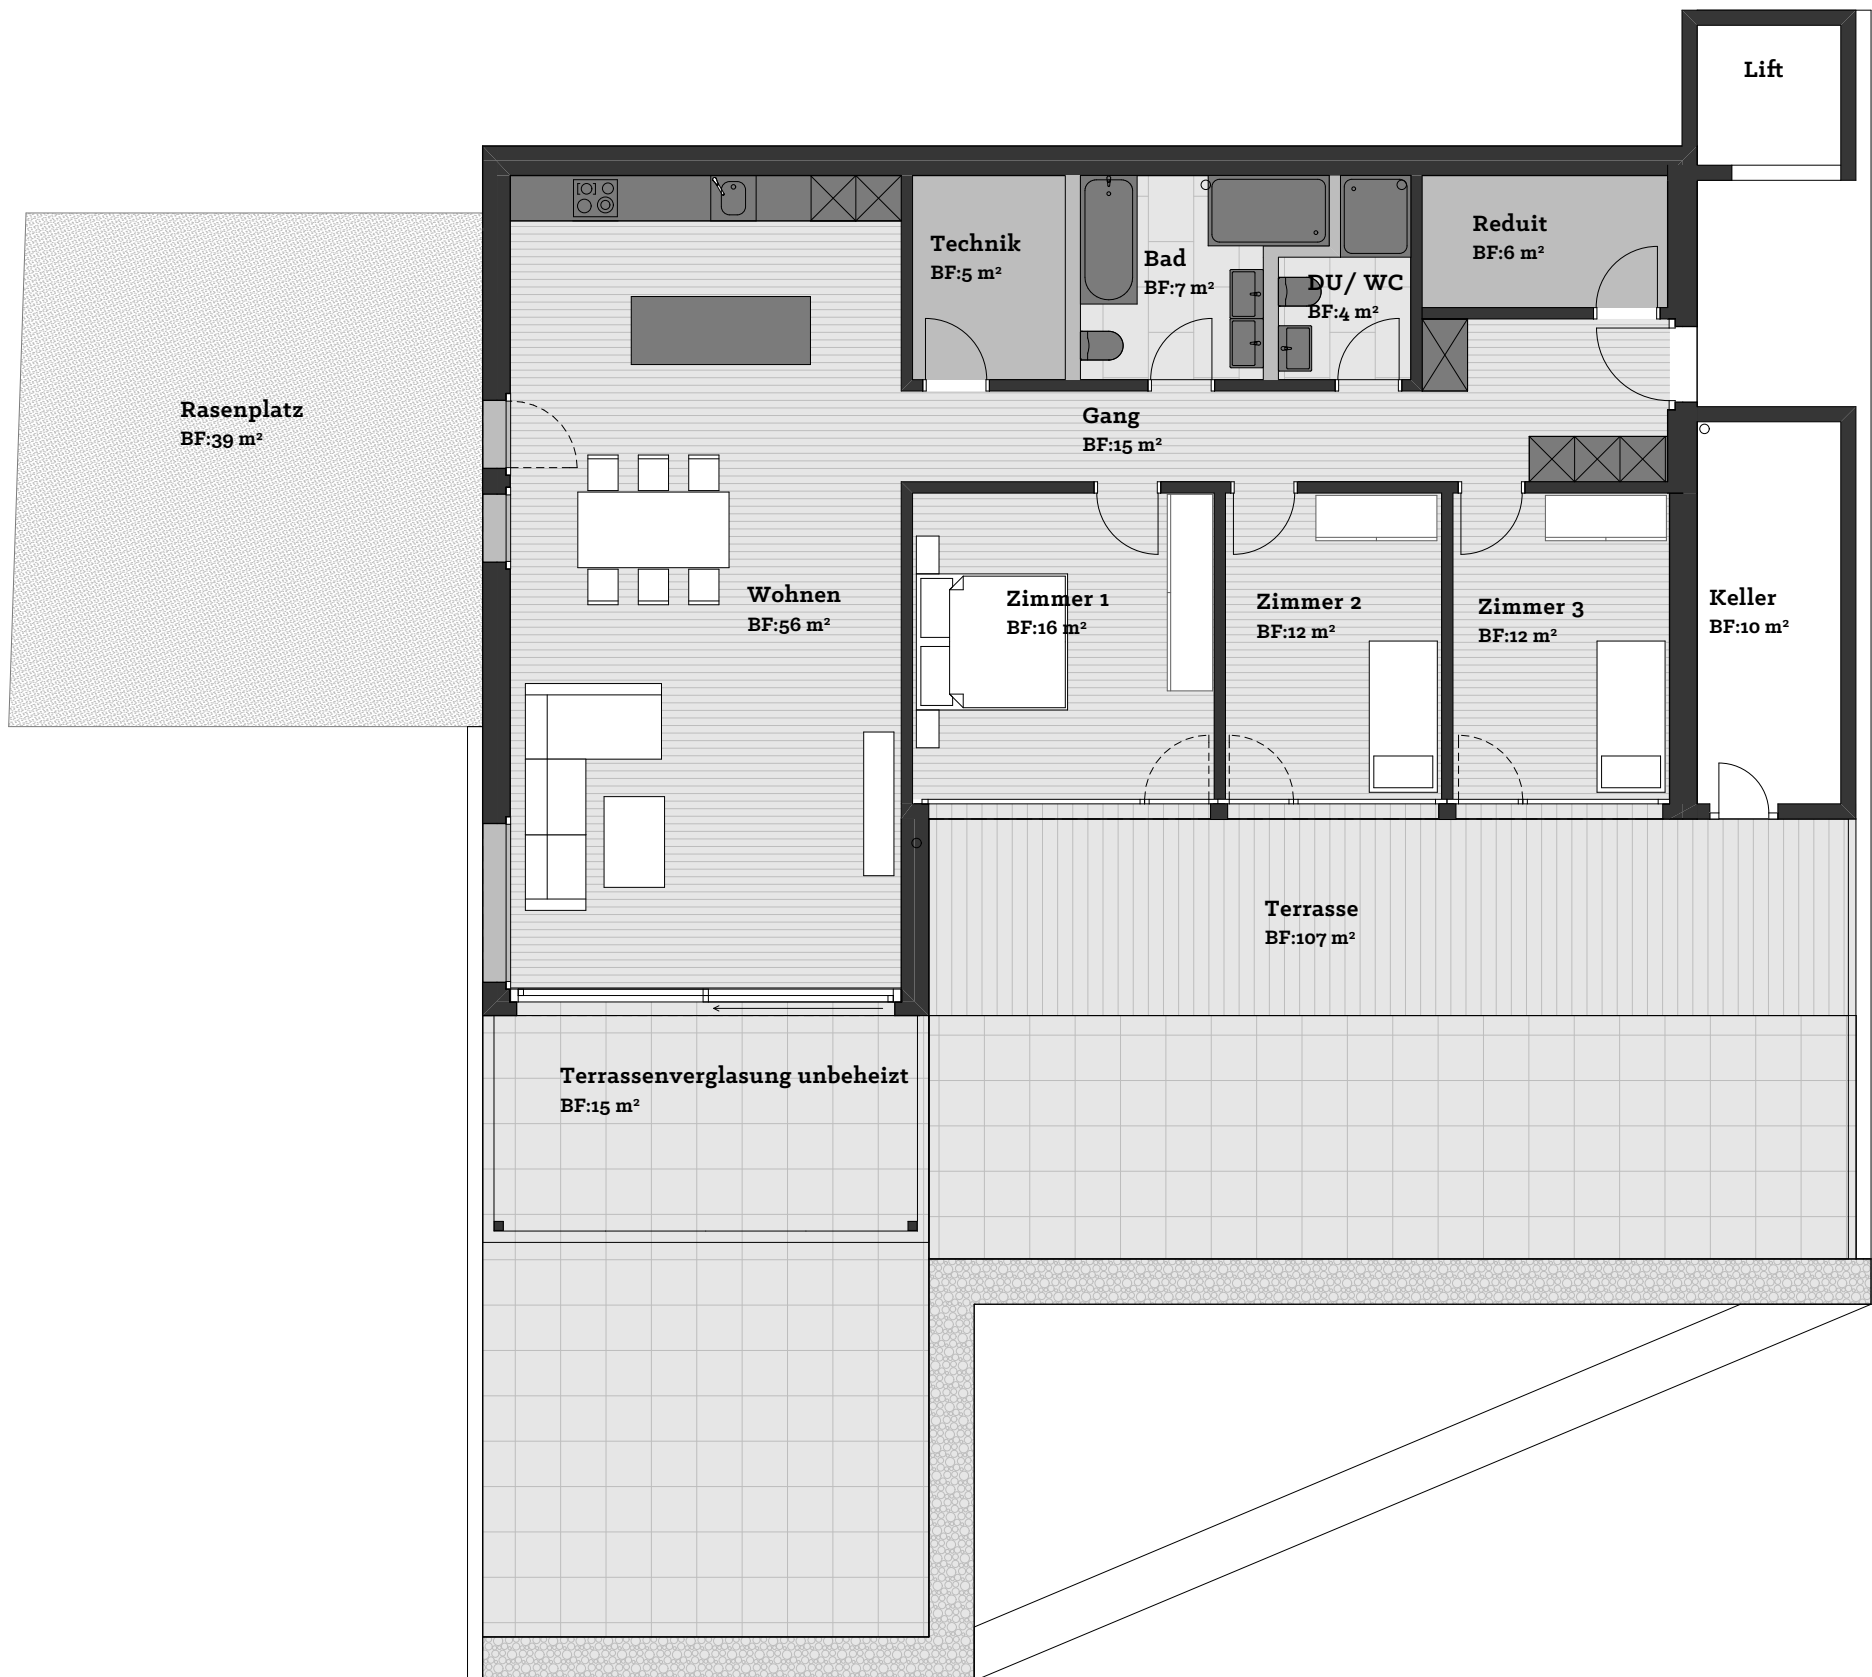 Lift
Technik
BF:5 m²
Bad
BF:7 m²
DU/ WC
BF:4 m²
Reduit
BF:6 m²
Rasenplatz
BF:39 m²
Gang
BF:15 m²
Wohnen
BF:56 m²
Zimmer 1
BF:16 m²
Zimmer 2
BF:12 m²
Zimmer 3
BF:12 m²
Keller
BF:10 m²
Terrasse
BF:107 m²
Terrassenverglasung unbeheizt
BF:15 m²